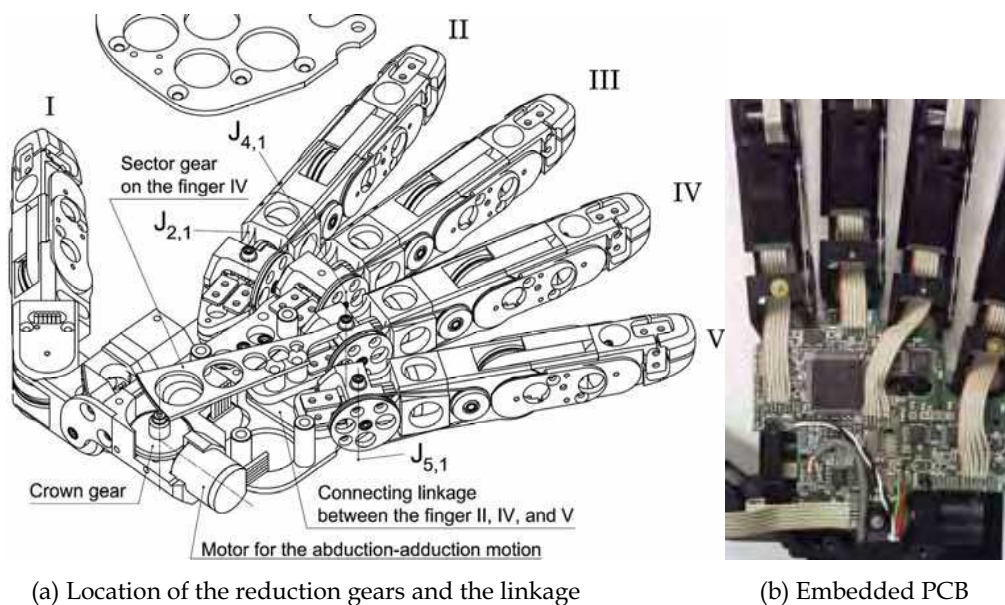 II
III
I
J4,1
Sector gear
on the finger IV
IV
J2,1
V
J5,1
Crown gear
Connecting linkage
between the finger II, IV, and V
Motor for the abduction-adduction motion
(a) Location of the reduction gears and the linkage
(b) Embedded PCB